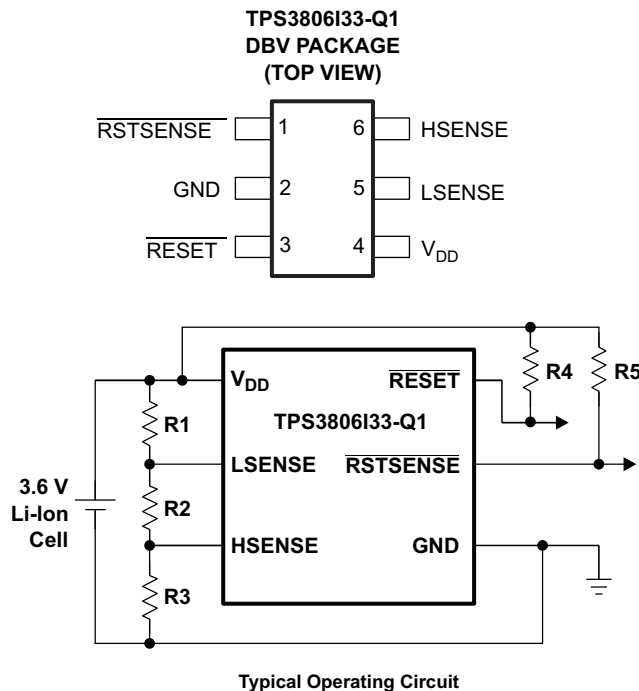 TPS3806I33-Q1
DBV PACKAGE
(TOP VIEW)
RSTSENSE 1 6 HSENSE
GND 2 5 LSENSE
RESET 3 4 VDD
VDD RESET R4 R5
R1 TPS3806I33-Q1
LSENSE RSTSENSE
3.6 V
Li-Ion
Cell
R2
HSENSE GND
R3
Typical Operating Circuit